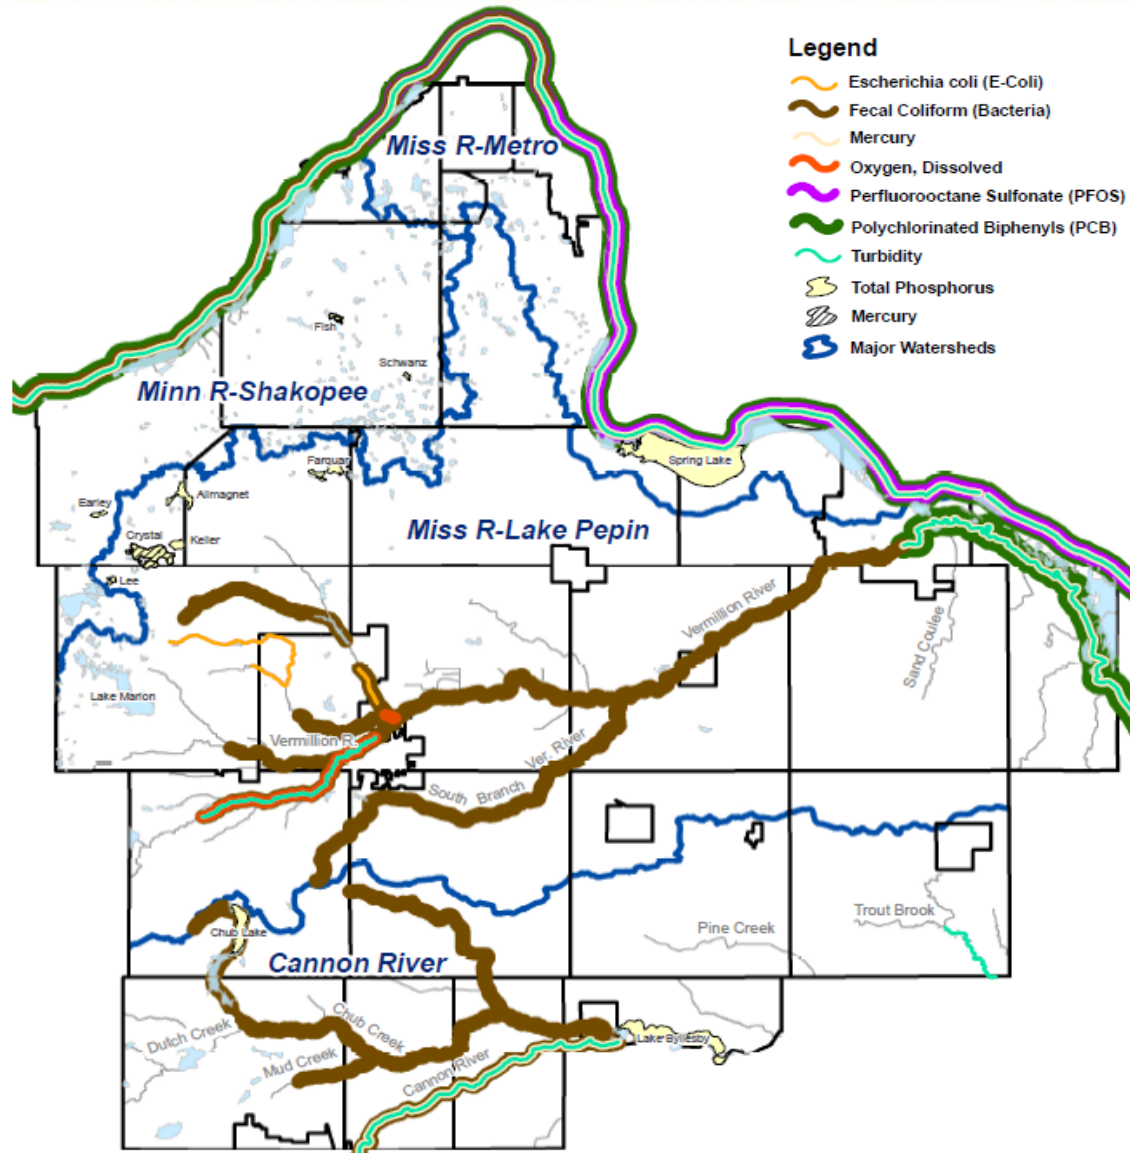 Legend
Escherichia coli (E-Coli)
Fecal Coliform (Bacteria)
Mercury
Oxygen, Dissolved
Perfluorooctane Sulfonate (PFOS)
Polychlorinated Biphenyls (PCB)
Turbidity
Total Phosphorus
Mercury
Major Watersheds
Miss R-Metro
Fish
Schwanz
Minn R-Shakopee
Farquar
Spring Lake
Earley
Alimagnet
Crystal
Keller
Miss R-Lake Pepin
Lee
Vermillion River
Sand Coulee
Lake Marion
Vermillion R.
South Branch Ver. River
Chub Lake
Trout Brook
Pine Creek
Cannon River
Dutch Creek
Chub Creek
Mud Creek
Cannon River
Lake Byllesby